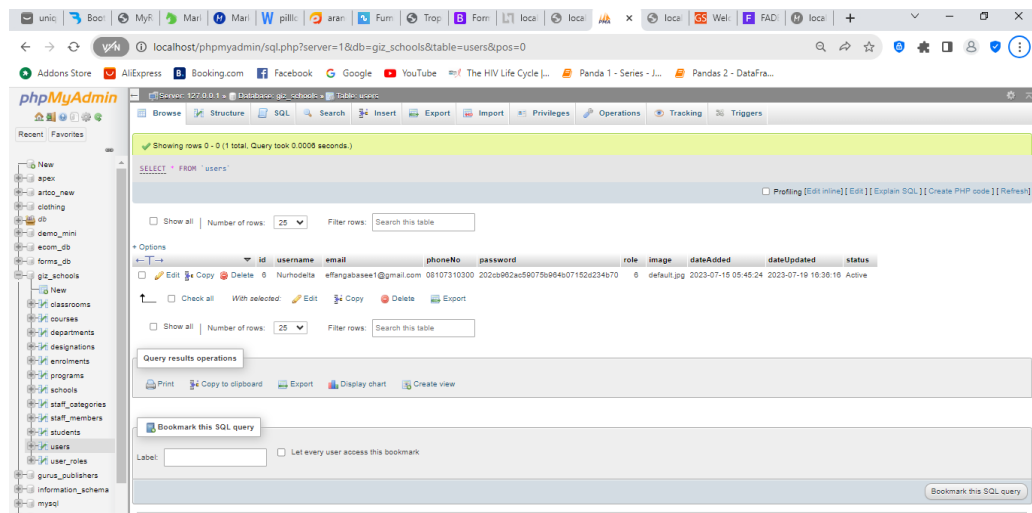 uniq
Boot
MyF
Mari
Mari
pilllc
aran
Furn
Trop
Form
local
local
local
Welc
FADI
local
VPN
localhost/phpmyadmin/sql.php?server=1&db=giz_schools&table=users&pos=0
Addons Store AliExpress Booking.com Facebook Google YouTube The HIV Life Cycle |... Panda 1 - Series - J... Pandas 2 - DataFra...
phpMyAdmin
Recent Favorites
New
apex
artco_new
clothing
db
demo_mini
ecom_db
forms_db
giz_schools
New
classrooms
courses
departments
designations
enrolments
programs
schools
staff_categories
staff_members
students
users
user_roles
gurus_publishers
information_schema
mysql
Server: 127.0.0.1 » Database: giz_schools » Table: users
Browse Structure SQL Search Insert Export Import Privileges Operations Tracking Triggers
Showing rows 0 - 0 (1 total, Query took 0.0006 seconds.)
SELECT * FROM `users`
Profiling [Edit inline] [ Edit ] [ Explain SQL ] [ Create PHP code ] [ Refresh]
Show all | Number of rows: 25 Filter rows: Search this table
+ Options
←T→ id username email phoneNo password role image dateAdded dateUpdated status
Edit Copy Delete 6 Nurhodelta effangabasee1@gmail.com 08107310300 202cb962ac59075b964b07152d234b70 6 default.jpg 2023-07-15 05:45:24 2023-07-19 16:36:16 Active
Check all With selected: Edit Copy Delete Export
Show all | Number of rows: 25 Filter rows: Search this table
Query results operations
Print Copy to clipboard Export Display chart Create view
Bookmark this SQL query
Label: Let every user access this bookmark
Bookmark this SQL query